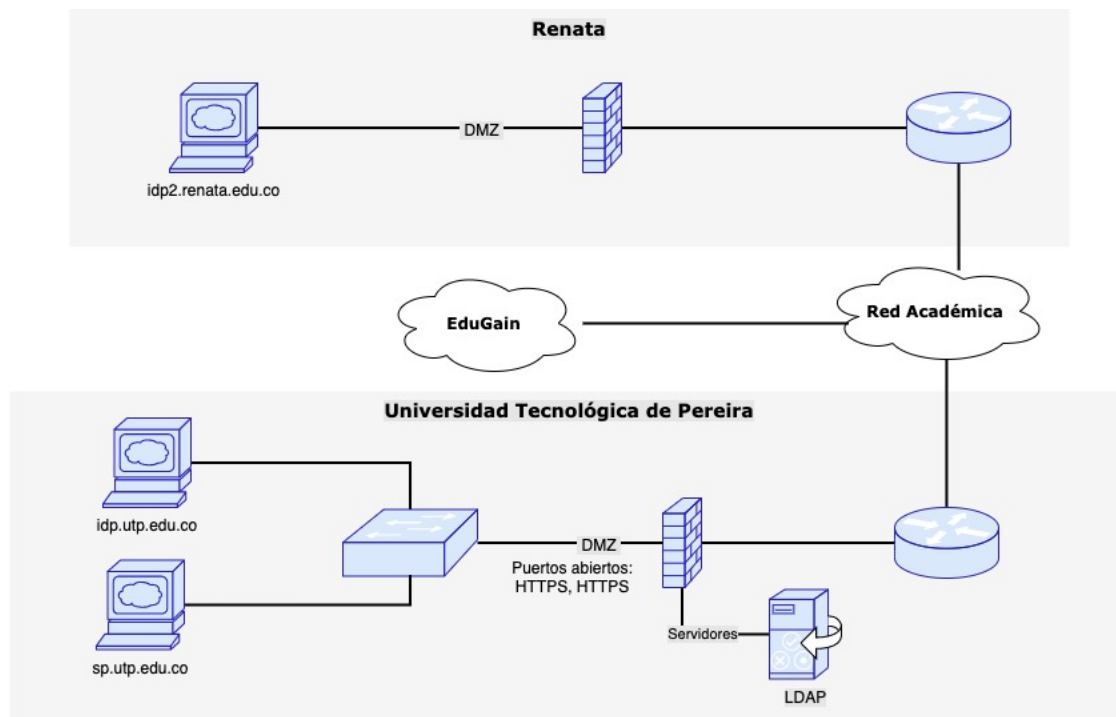 Renata
DMZ
idp2.renata.edu.co
EduGain
Red Académica
Universidad Tecnológica de Pereira
idp.utp.edu.co
DMZ
Puertos abiertos:
HTTPS, HTTPS
Servidores
sp.utp.edu.co
LDAP